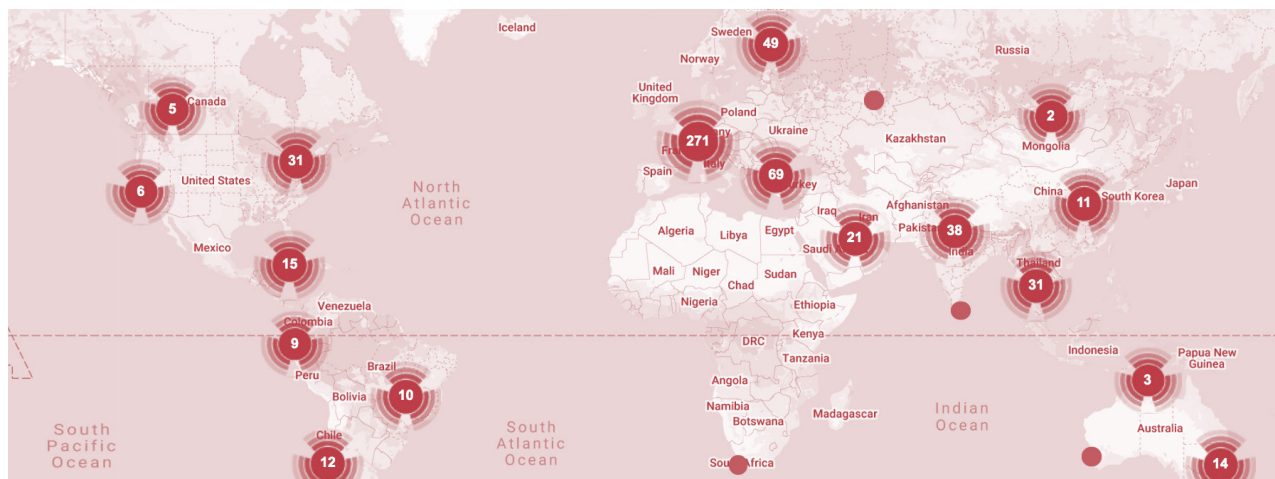 Iceland
Sweden
49
Norway
Russia
United
Kingdom
Canada
5
Poland
2
271
Ukraine
Kazakhstan
Mongolia
31
Italy
Spain
United States
6
69
North
Atlantic
Ocean
China
South Korea
Japan
11
Iraq
Iran
Afghanistan
Mexico
Algeria
Libya
Egypt
21
38
India
15
Mali
Niger
Sudan
Chad
Thailand
31
Venezuela
Nigeria
Ethiopia
Colombia
9
Kenya
DRC
Tanzania
Indonesia
Papua New
Guinea
Peru
Brazil
3
Bolivia
10
Angola
Namibia
Botswana
Madagascar
Indian
Ocean
Australia
South
Pacific
Ocean
Chile
12
South
Atlantic
Ocean
14